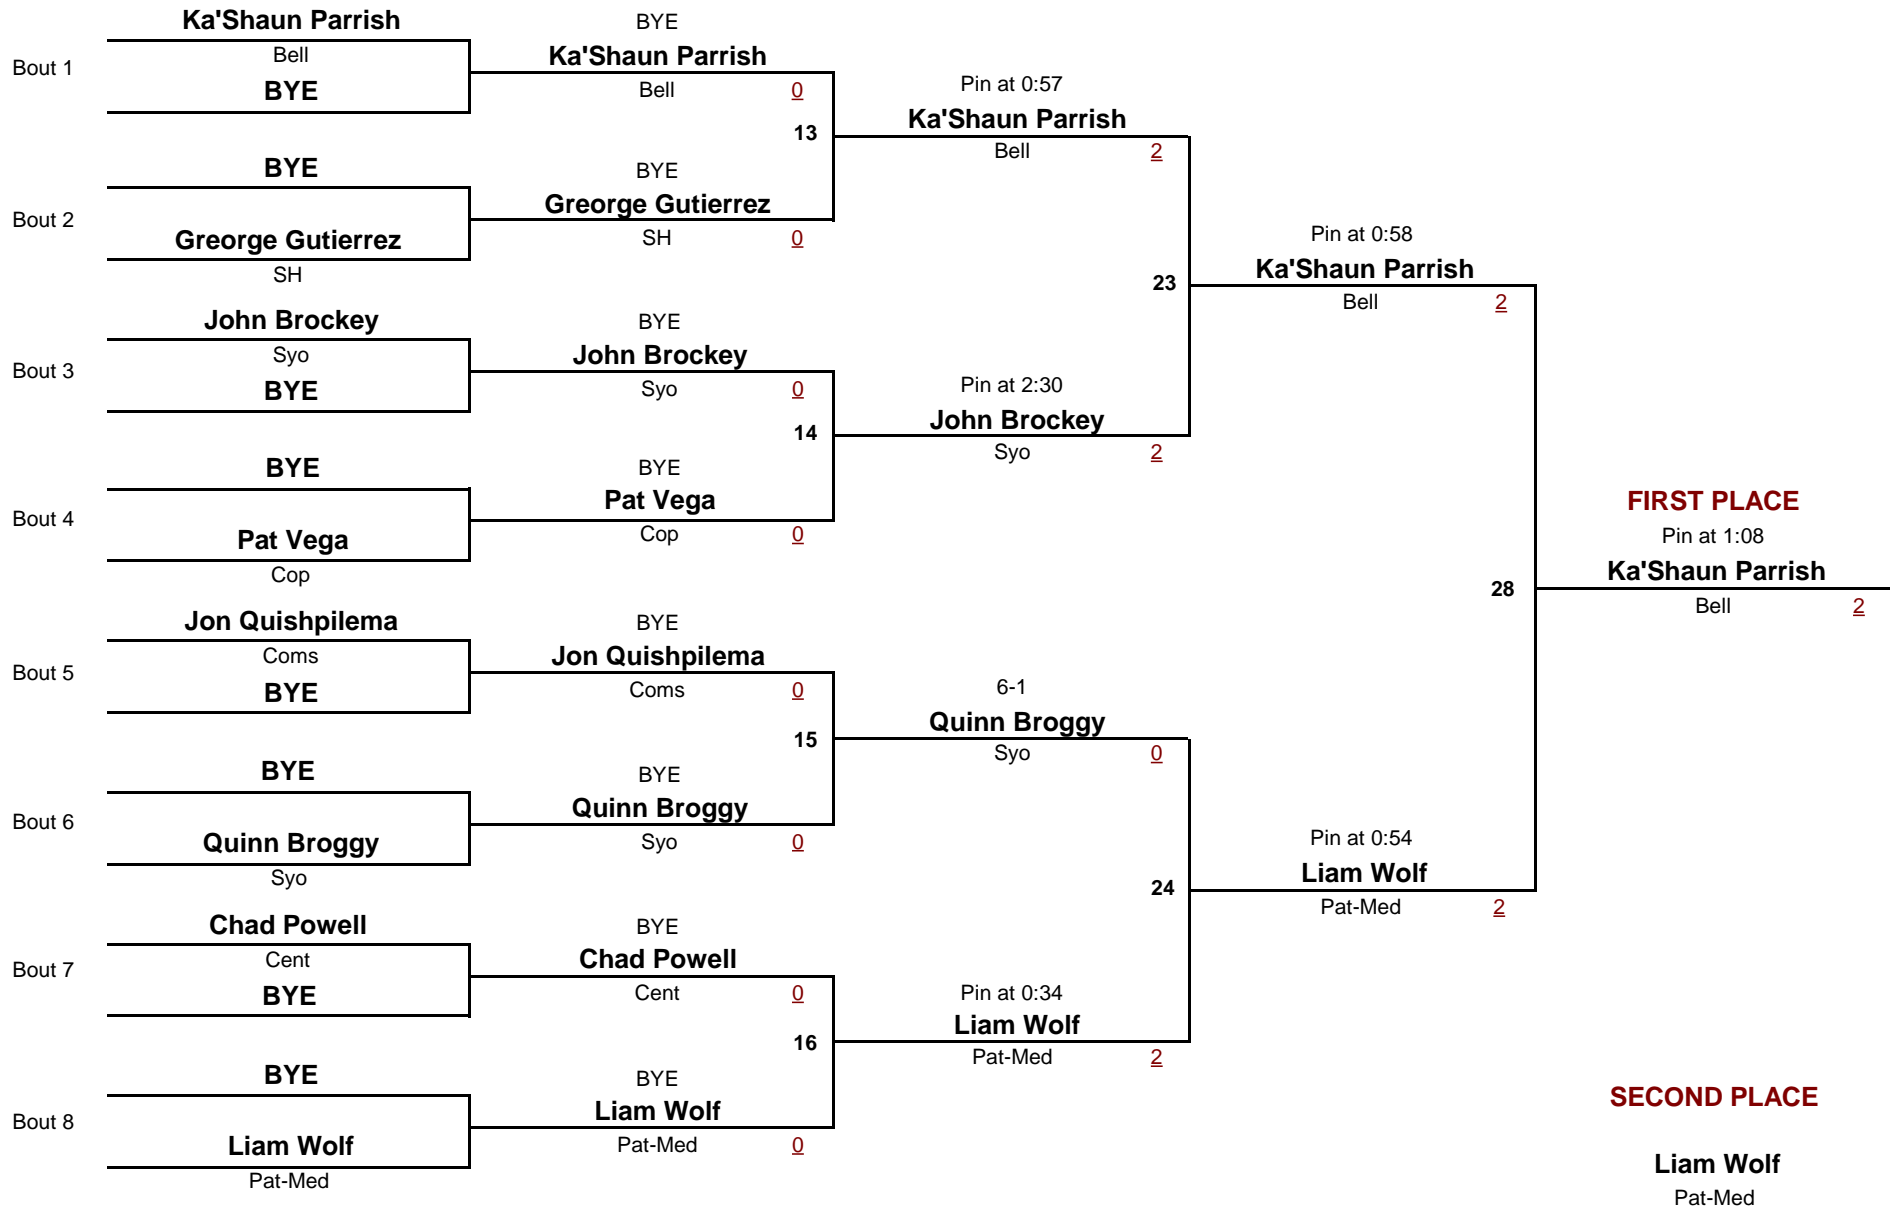 Ka'Shaun Parrish
Bout 1
Bell
BYE
BYE
Bout 2
Greorge Gutierrez
SH
John Brockey
Bout 3
Syo
BYE
BYE
Bout 4
Pat Vega
Cop
Jon Quishpilema
Bout 5
Coms
BYE
BYE
Bout 6
Quinn Broggy
Syo
Chad Powell
Bout 7
Cent
BYE
BYE
Bout 8
Liam Wolf
Pat-Med
BYE
Ka'Shaun Parrish
Bell 0
13
BYE
Greorge Gutierrez
SH 0
BYE
John Brockey
Syo 0
14
BYE
Pat Vega
Cop 0
BYE
Jon Quishpilema
Coms 0
15
BYE
Quinn Broggy
Syo 0
BYE
Chad Powell
Cent 0
16
BYE
Liam Wolf
Pat-Med 0
Pin at 0:57
Ka'Shaun Parrish
Bell 2
23
Pin at 2:30
John Brockey
Syo 2
6-1
Quinn Broggy
Syo 0
24
Pin at 0:34
Liam Wolf
Pat-Med 2
Pin at 0:58
Ka'Shaun Parrish
Bell 2
28
Pin at 0:54
Liam Wolf
Pat-Med 2
FIRST PLACE
Pin at 1:08
Ka'Shaun Parrish
Bell 2
SECOND PLACE
Liam Wolf
Pat-Med